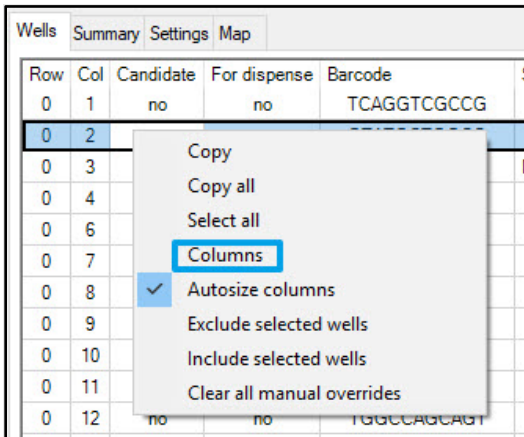 Wells Summary Settings Map
Row Col Candidate For dispense Barcode
0 1 no no TCAGGTCGCCG
0 2
0 3
0 4
0 6
0 7
0 8
0 9
0 10
0 11
0 12 no no TGGCCAGCAGT
Copy
Copy all
Select all
Columns
Autosize columns
Exclude selected wells
Include selected wells
Clear all manual overrides